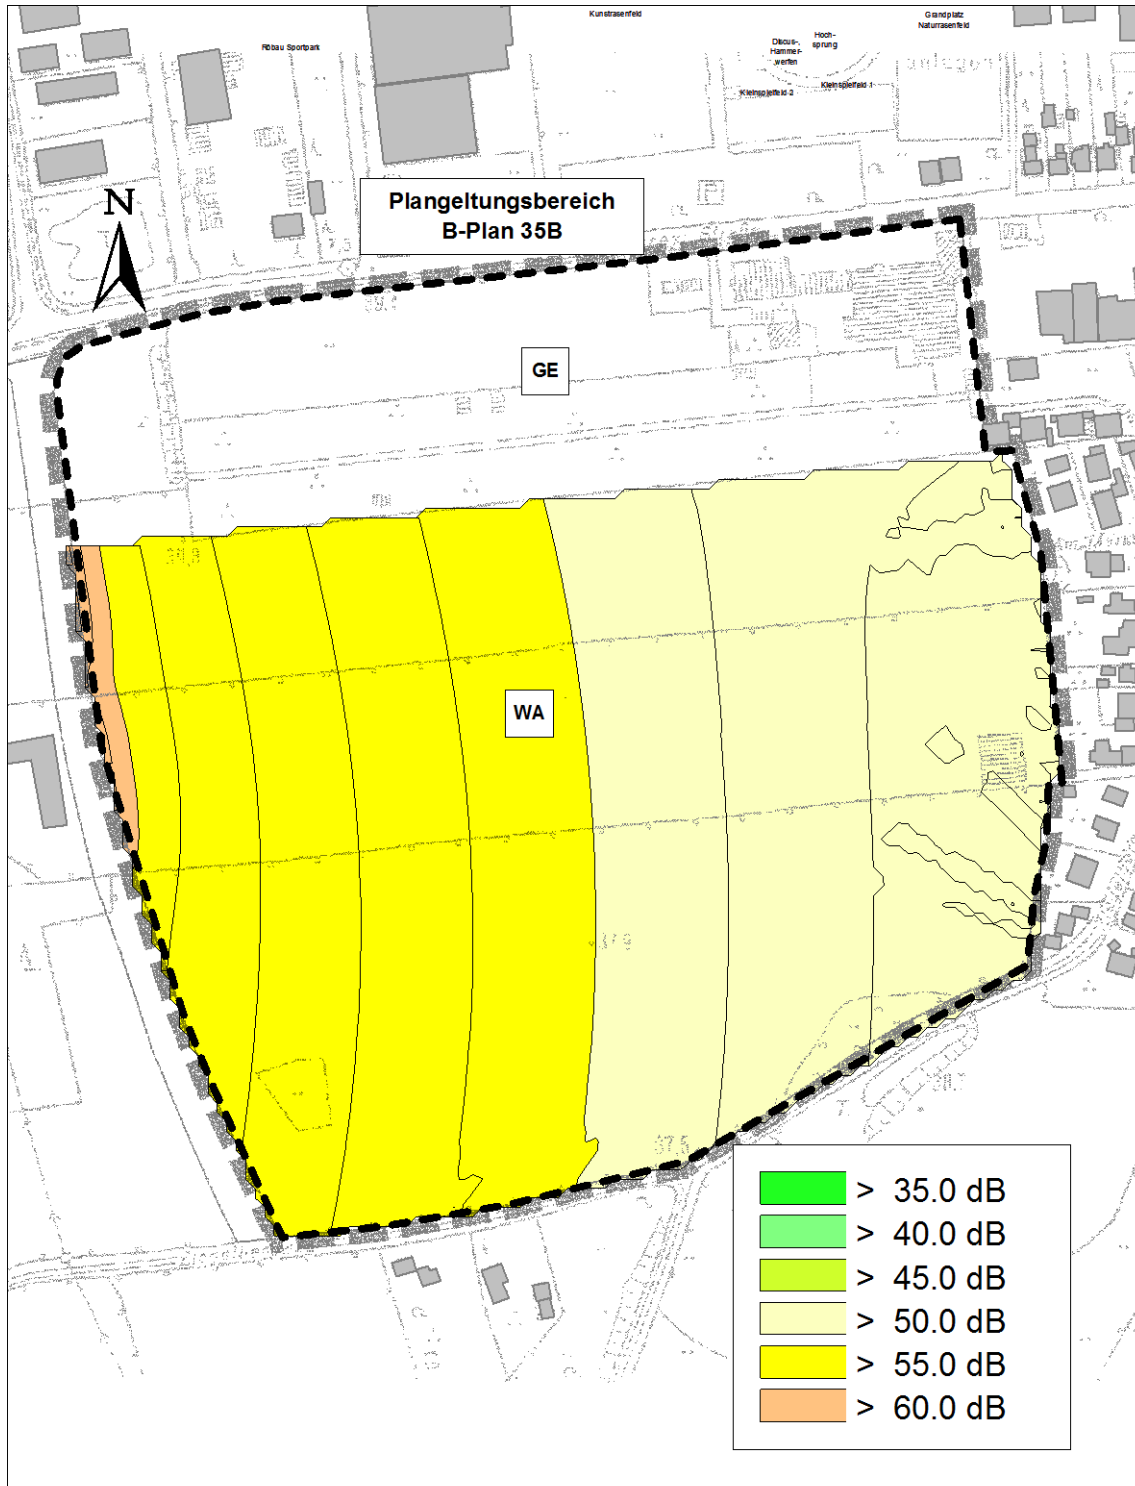 Kunstrasenfeld
Grandplatz
Naturrasenfeld
Röbau Sportpark
Discus-,
Hammer-
werfen
Hoch-
sprung
Kleinspielfeld 2
Kleinspielfeld 1
Plangeltungsbereich
B-Plan 35B
N
GE
WA
> 35.0 dB
> 40.0 dB
> 45.0 dB
> 50.0 dB
> 55.0 dB
> 60.0 dB